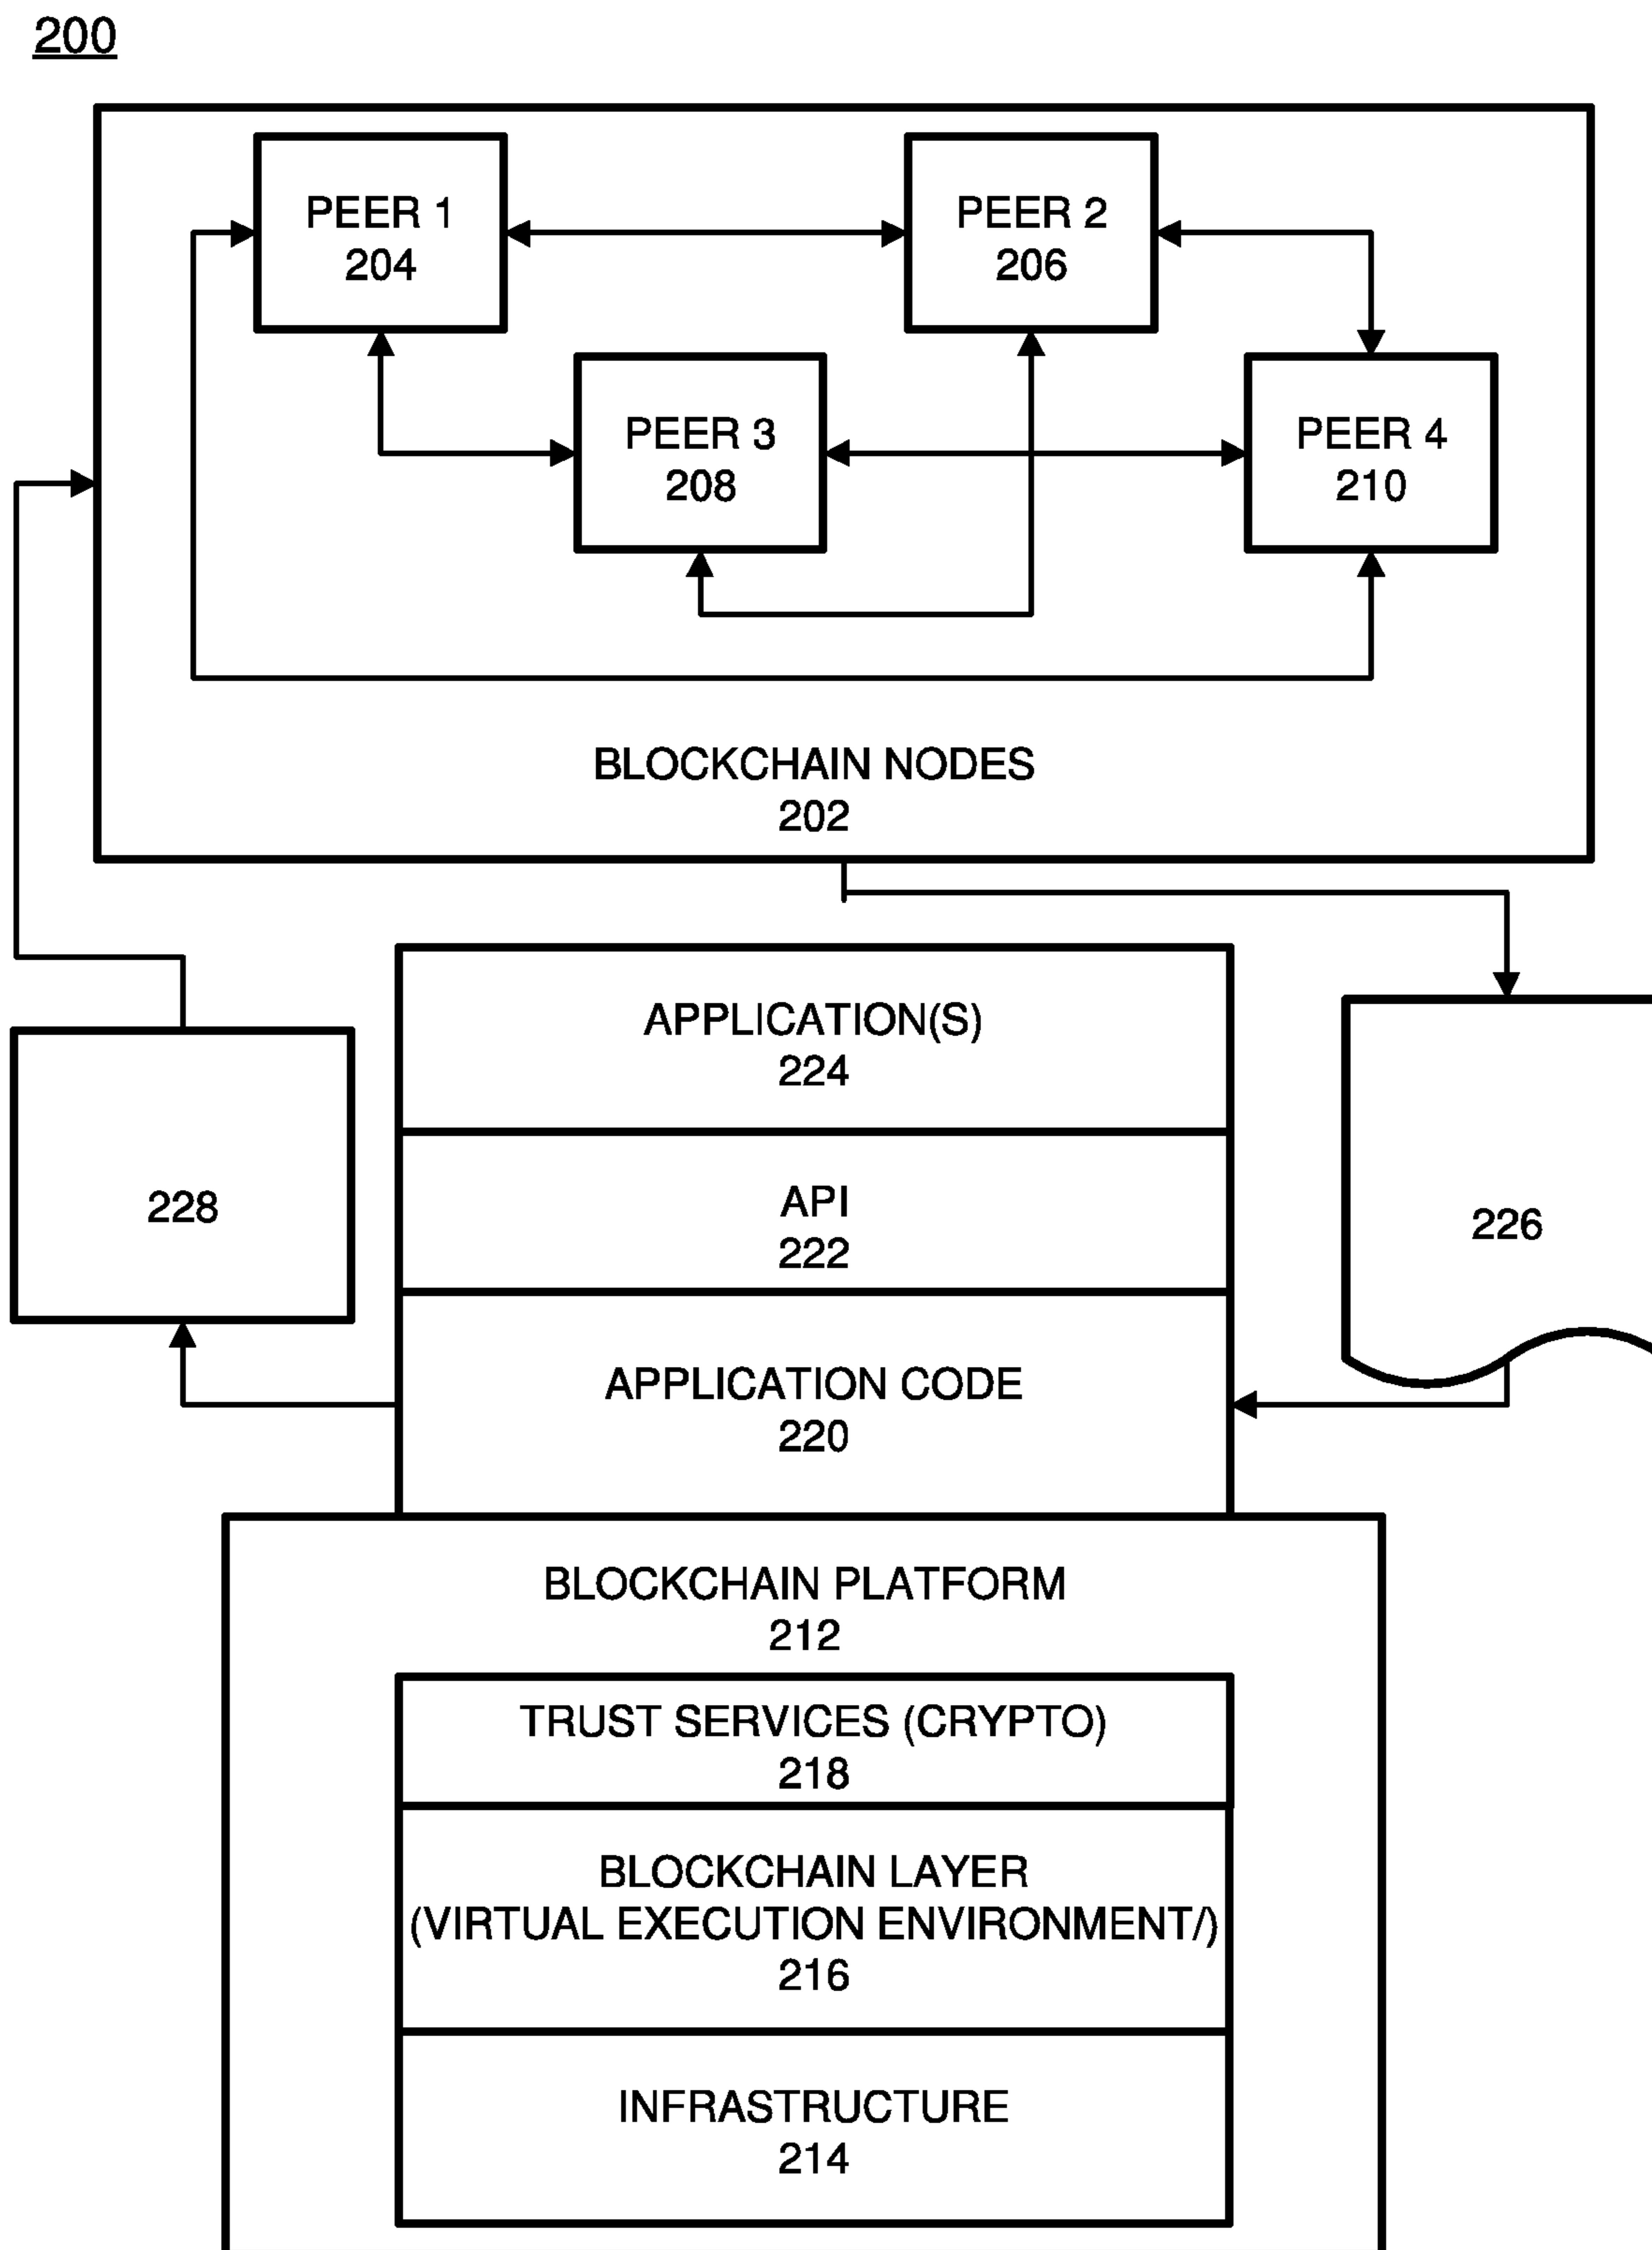 200
PEER 1
204
PEER 2
206
PEER 3
208
PEER 4
210
BLOCKCHAIN NODES
202
APPLICATION(S)
224
API
222
228
226
APPLICATION CODE
220
BLOCKCHAIN PLATFORM
212
TRUST SERVICES (CRYPTO)
218
BLOCKCHAIN LAYER
(VIRTUAL EXECUTION ENVIRONMENT/)
216
INFRASTRUCTURE
214